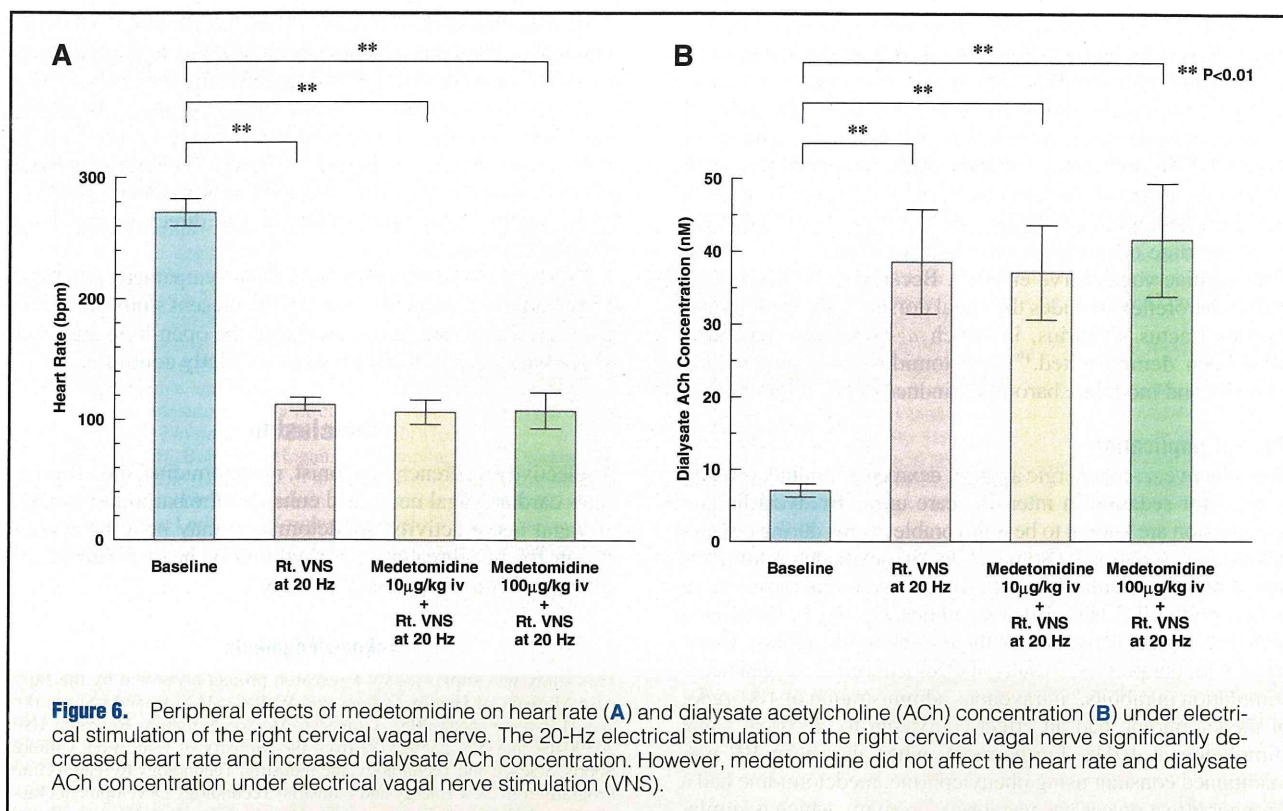 A
**
**
**
300
200
100
0
Heart Rate (bpm)
Baseline
Rt. VNS
at 20 Hz
Medetomidine
10µg/kg iv
+
Rt. VNS
at 20 Hz
Medetomidine
100µg/kg iv
+
Rt. VNS
at 20 Hz
B
**
** P<0.01
**
**
50
40
30
20
10
0
Dialysate ACh Concentration (nM)
Baseline
Rt. VNS
at 20 Hz
Medetomidine
10µg/kg iv
+
Rt. VNS
at 20 Hz
Medetomidine
100µg/kg iv
+
Rt. VNS
at 20 Hz
Figure 6. Peripheral effects of medetomidine on heart rate (A) and dialysate acetylcholine (ACh) concentration (B) under electri-
cal stimulation of the right cervical vagal nerve. The 20-Hz electrical stimulation of the right cervical vagal nerve significantly de-
creased heart rate and increased dialysate ACh concentration. However, medetomidine did not affect the heart rate and dialysate
ACh concentration under electrical vagal nerve stimulation (VNS).